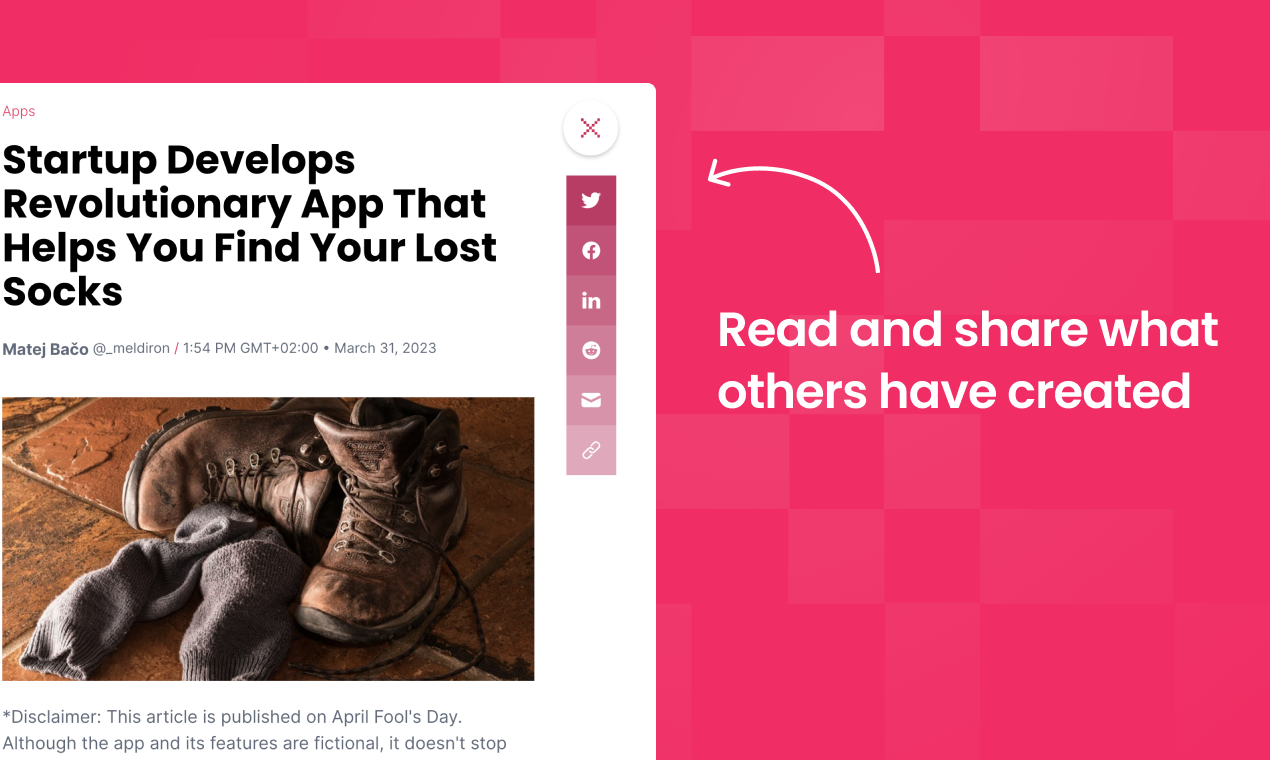 Apps
Startup Develops
Revolutionary App That
Helps You Find Your Lost
Socks
Matej Bačo @_meldiron / 1:54 PM GMT+02:00 • March 31, 2023
*Disclaimer: This article is published on April Fool's Day.
Although the app and its features are fictional, it doesn't stop
Read and share what
others have created